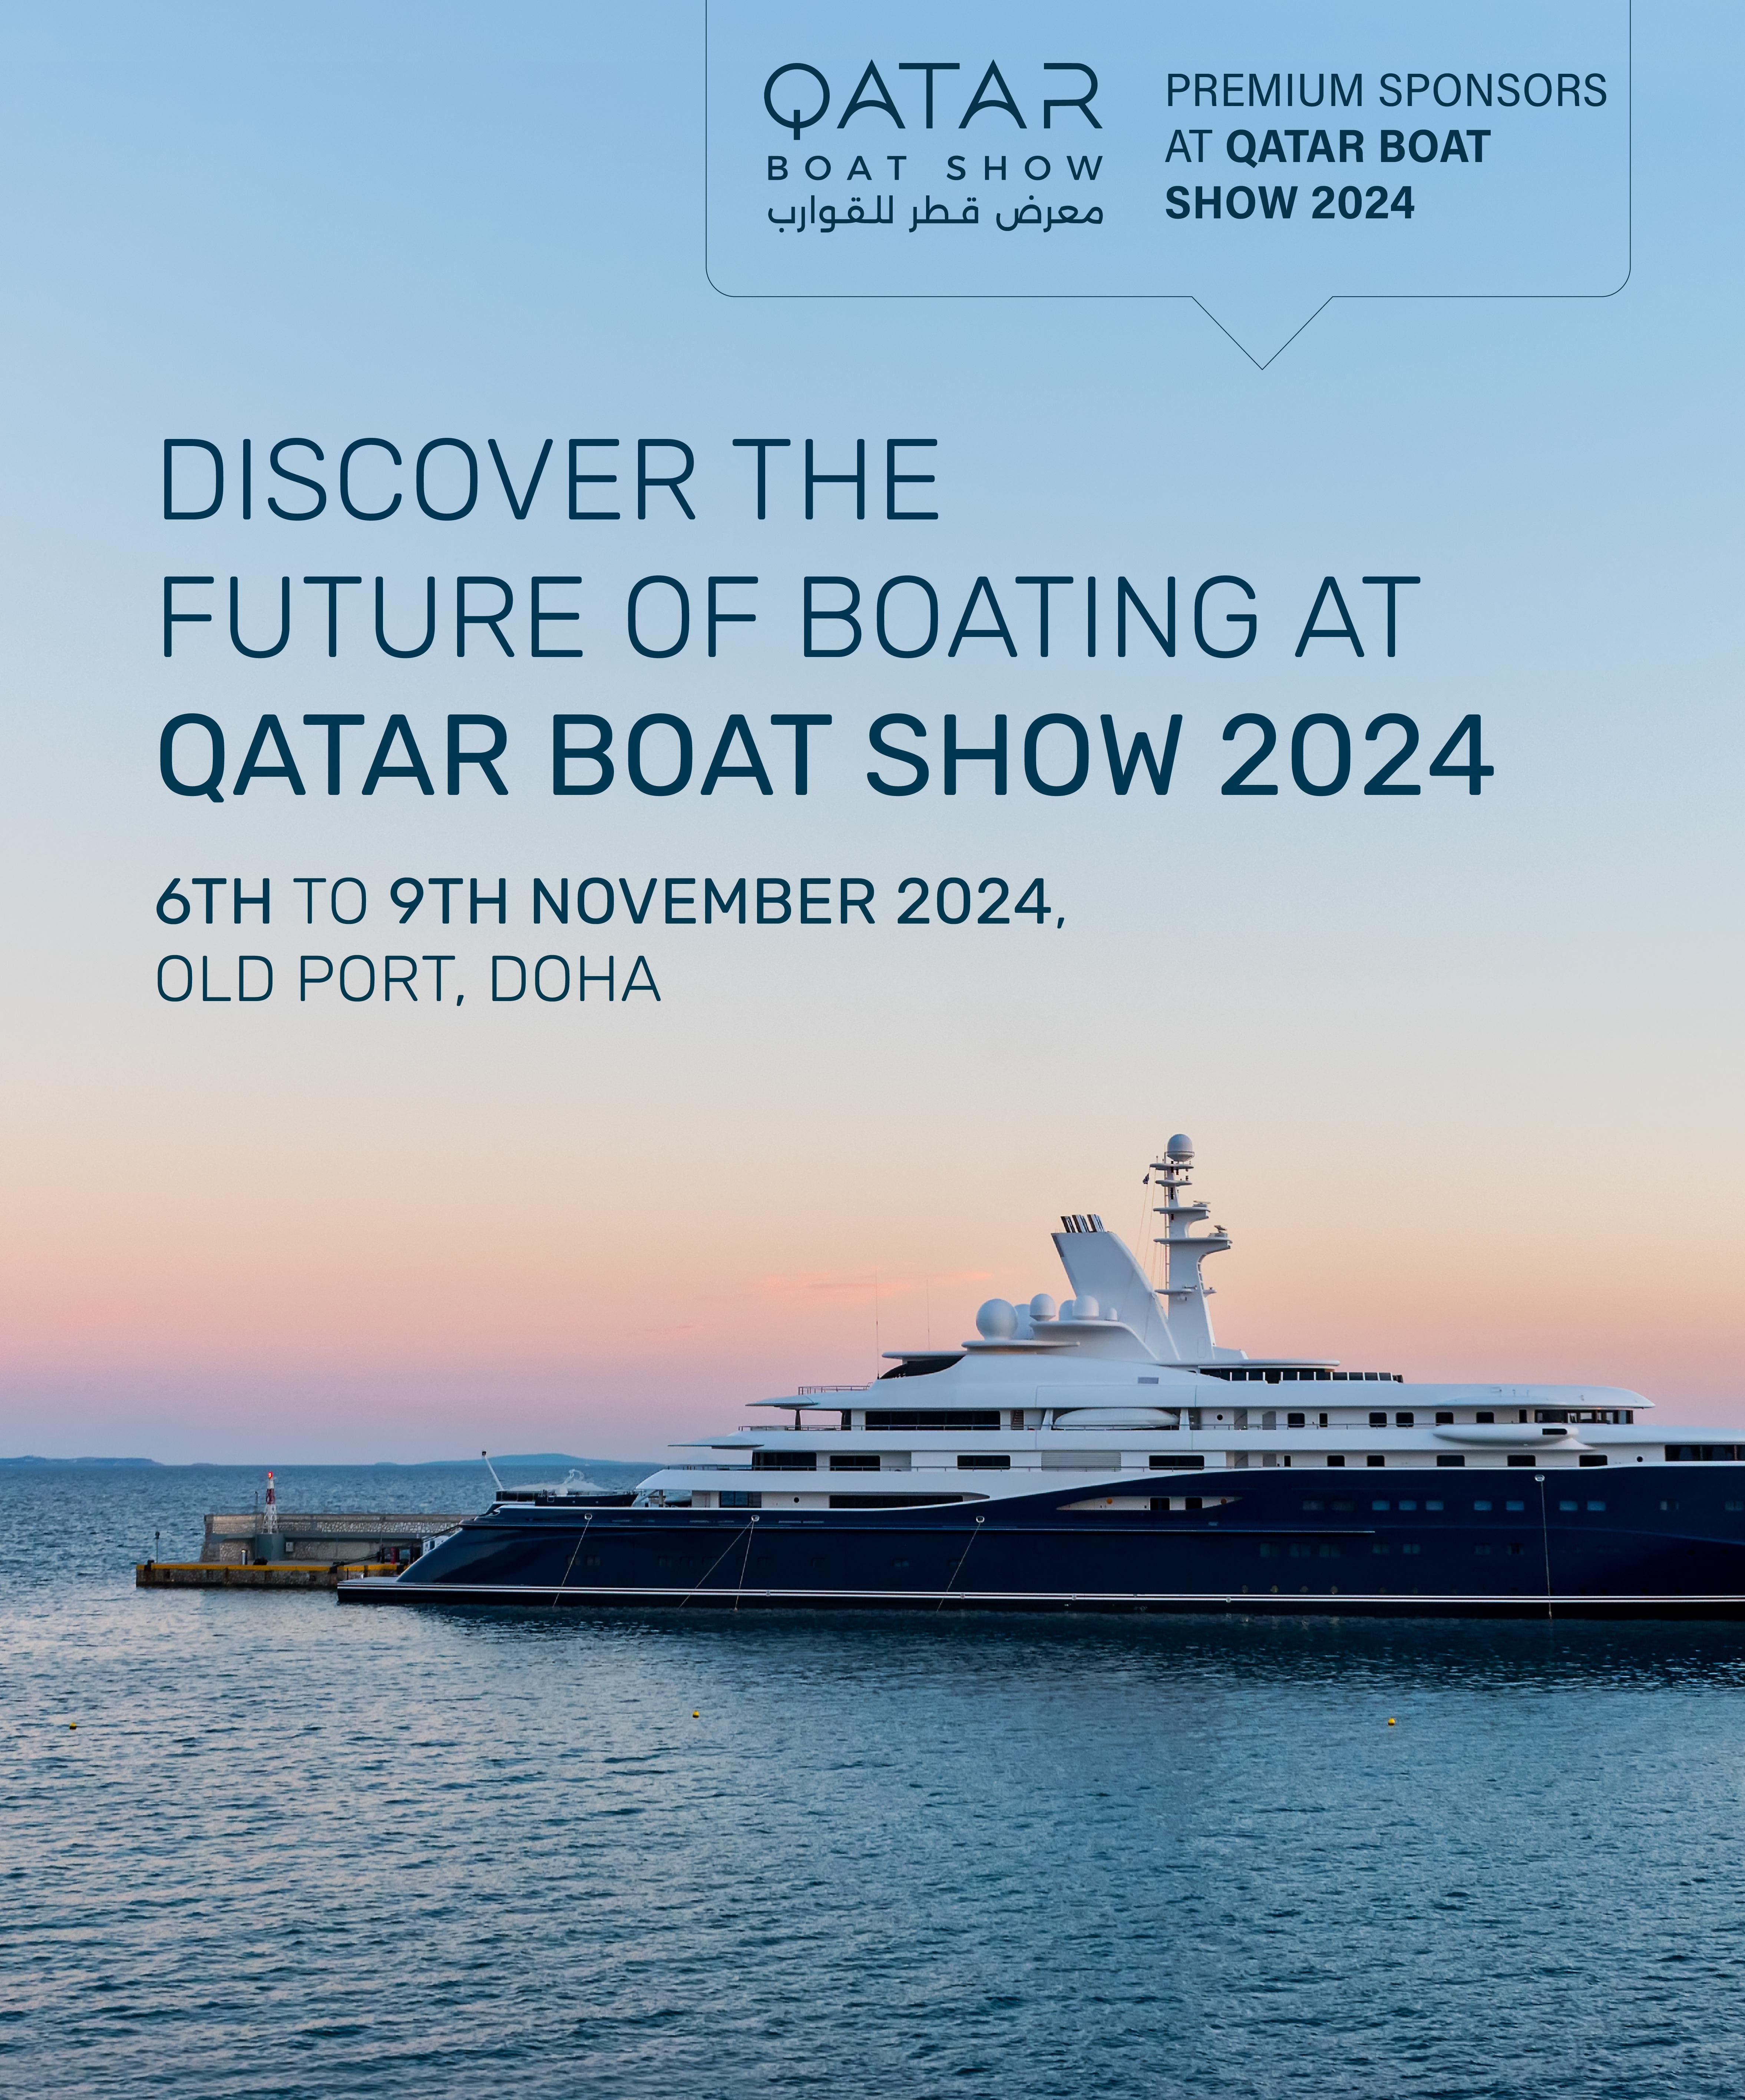 QATAR
BOAT SHOW
معرض قطر للقوارب
PREMIUM SPONSORS
AT QATAR BOAT
SHOW 2024
DISCOVER THE
FUTURE OF BOATING AT
QATAR BOAT SHOW 2024
6TH TO 9TH NOVEMBER 2024,
OLD PORT, DOHA